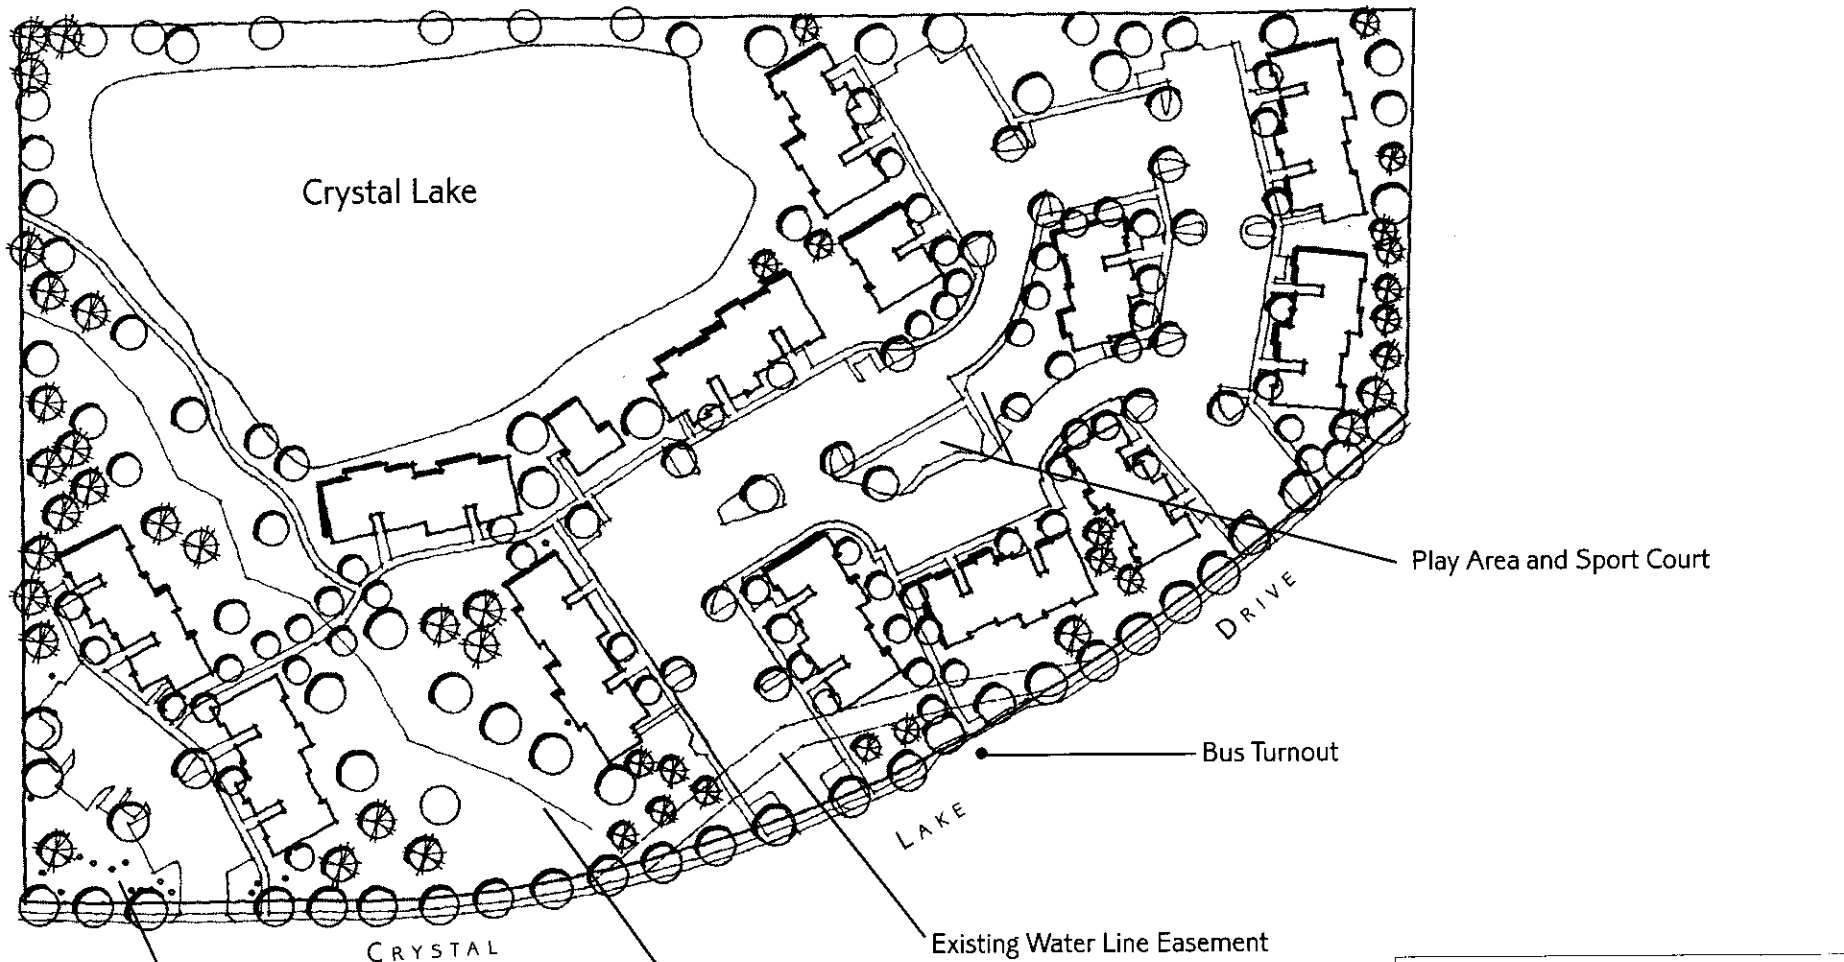 Crystal Lake
Play Area and Sport Court
Bus Turnout
Existing Water Line Easement
CRYSTAL LAKE DRIVE